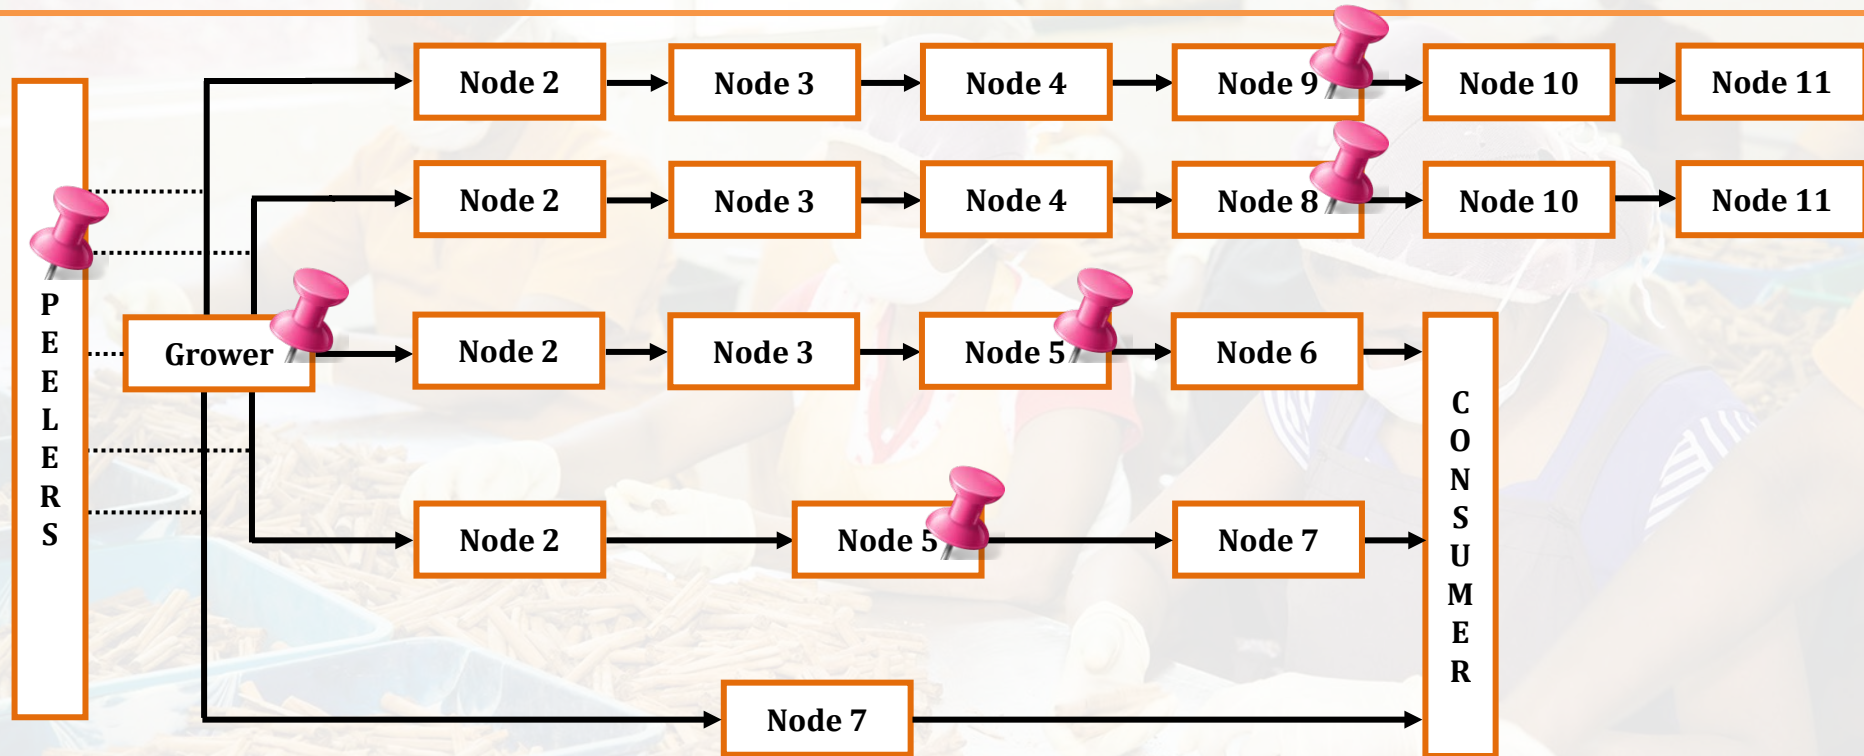 Node 2 Node 3 Node 4 Node 9 Node 10 Node 11
Node 2 Node 3 Node 4 Node 8 Node 10 Node 11
PEELERS
Grower Node 2 Node 3 Node 5 Node 6
CONSUMER
Node 2 Node 5 Node 7
Node 7